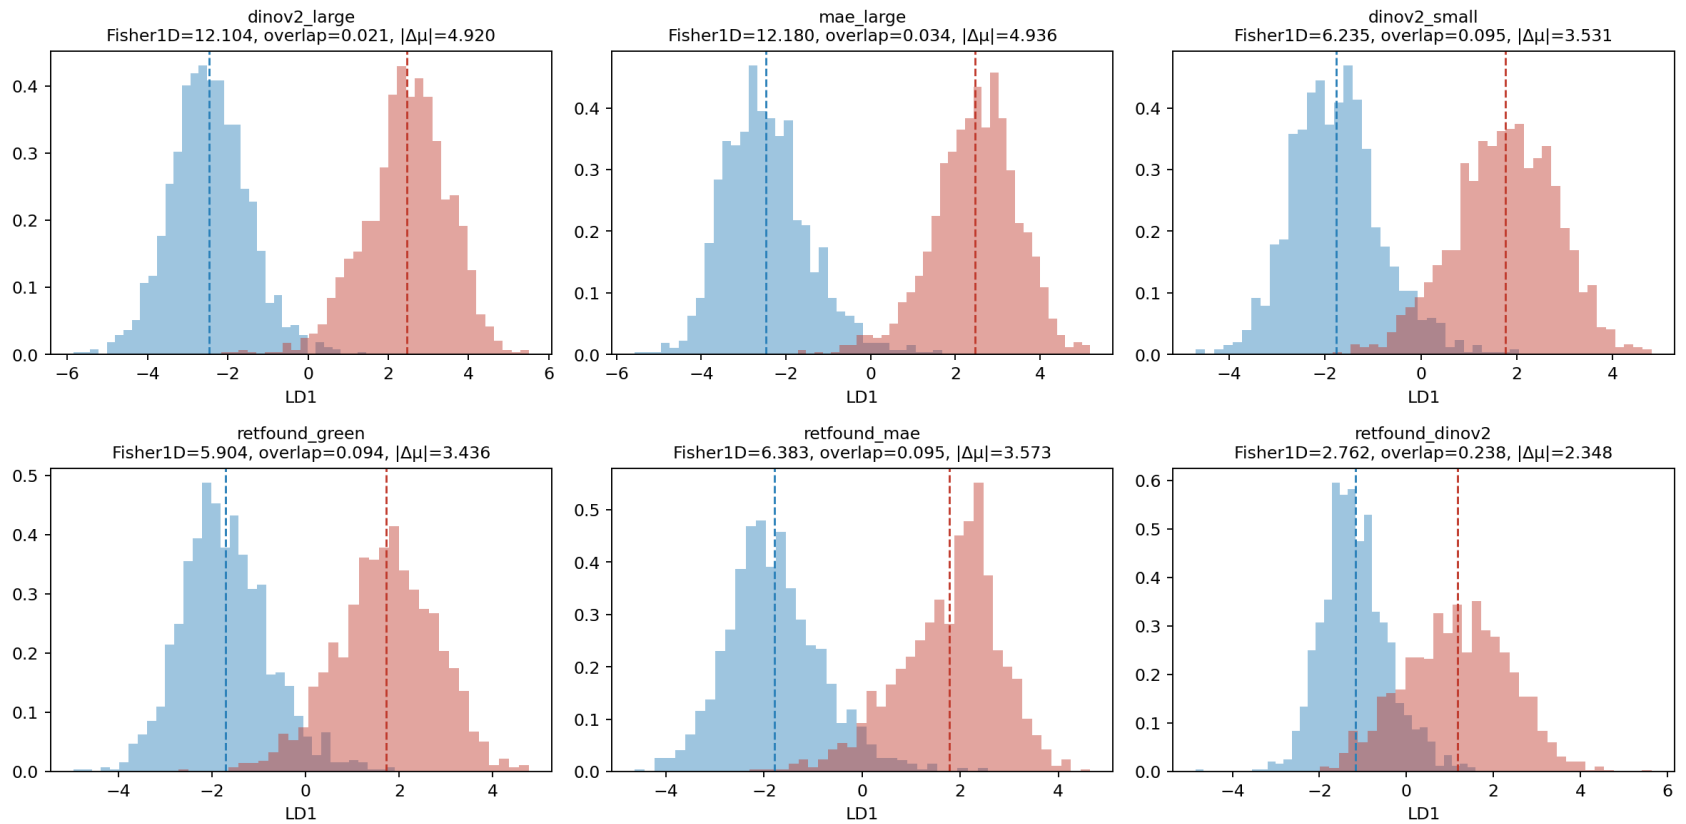 dinov2_large
Fisher1D=12.104, overlap=0.021, |Δμ|=4.920
0.4
0.3
0.2
0.1
0.0
−6 −4 −2 0 2 4 6
LD1
mae_large
Fisher1D=12.180, overlap=0.034, |Δμ|=4.936
0.4
0.3
0.2
0.1
0.0
−6 −4 −2 0 2 4
LD1
dinov2_small
Fisher1D=6.235, overlap=0.095, |Δμ|=3.531
0.4
0.3
0.2
0.1
0.0
−4 −2 0 2 4
LD1
retfound_green
Fisher1D=5.904, overlap=0.094, |Δμ|=3.436
0.5
0.4
0.3
0.2
0.1
0.0
−4 −2 0 2 4
LD1
retfound_mae
Fisher1D=6.383, overlap=0.095, |Δμ|=3.573
0.5
0.4
0.3
0.2
0.1
0.0
−4 −2 0 2 4
LD1
retfound_dinov2
Fisher1D=2.762, overlap=0.238, |Δμ|=2.348
0.6
0.5
0.4
0.3
0.2
0.1
0.0
−4 −2 0 2 4 6
LD1